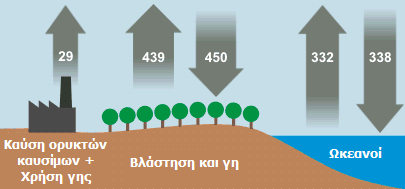 29
439
450
332
338
Καύση ορυκτών
καυσίμων +
Χρήση γης
Βλάστηση και γη
Ωκεανοί